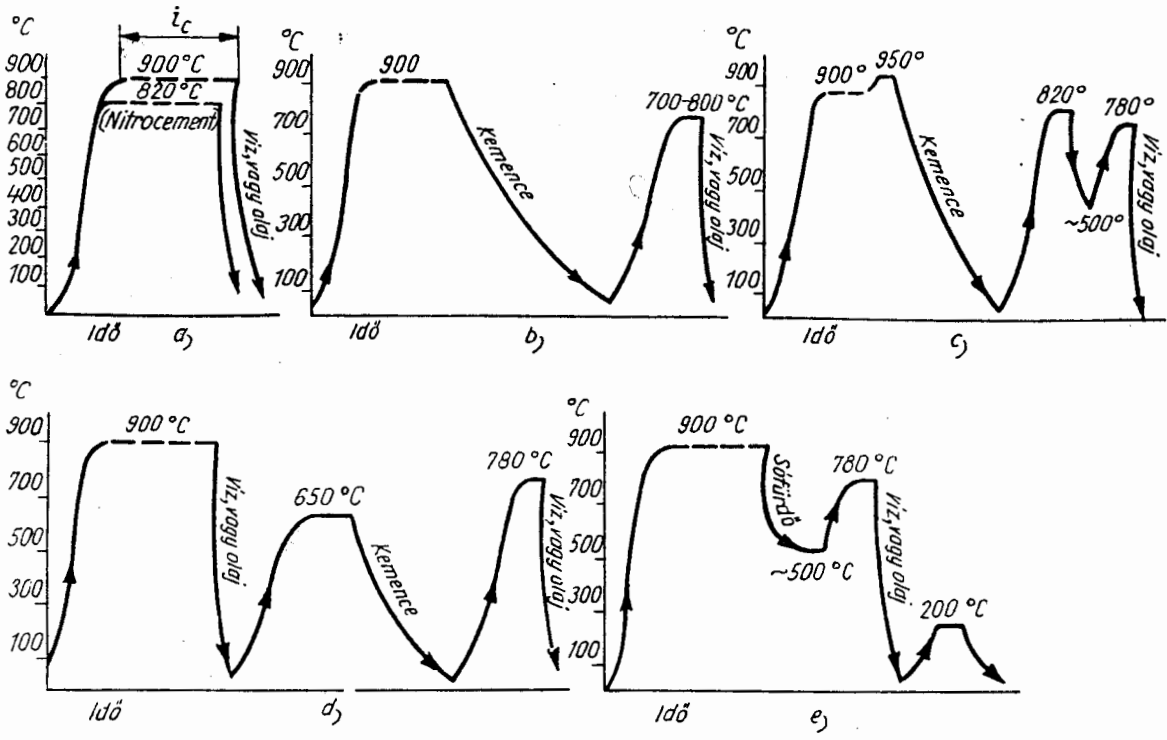 °C
i_c
900
800
700
600
500
400
300
200
100
900°C
820°C
(Nitrocement)
Víz, vagy olaj
Idő
a)
°C
900
700
500
300
100
900
Kemence
700-800°C
Víz, vagy olaj
Idő
b)
°C
900
700
500
300
100
900°
950°
Kemence
820°
~500°
780°
Víz, vagy olaj
Idő
c)
°C
900
700
500
300
100
900 °C
Víz, vagy olaj
650 °C
Kemence
780 °C
Víz, vagy olaj
Idő
d)
°C
900
700
500
300
100
900 °C
Sófürdő
~500 °C
780 °C
Víz, vagy olaj
200 °C
Idő
e)